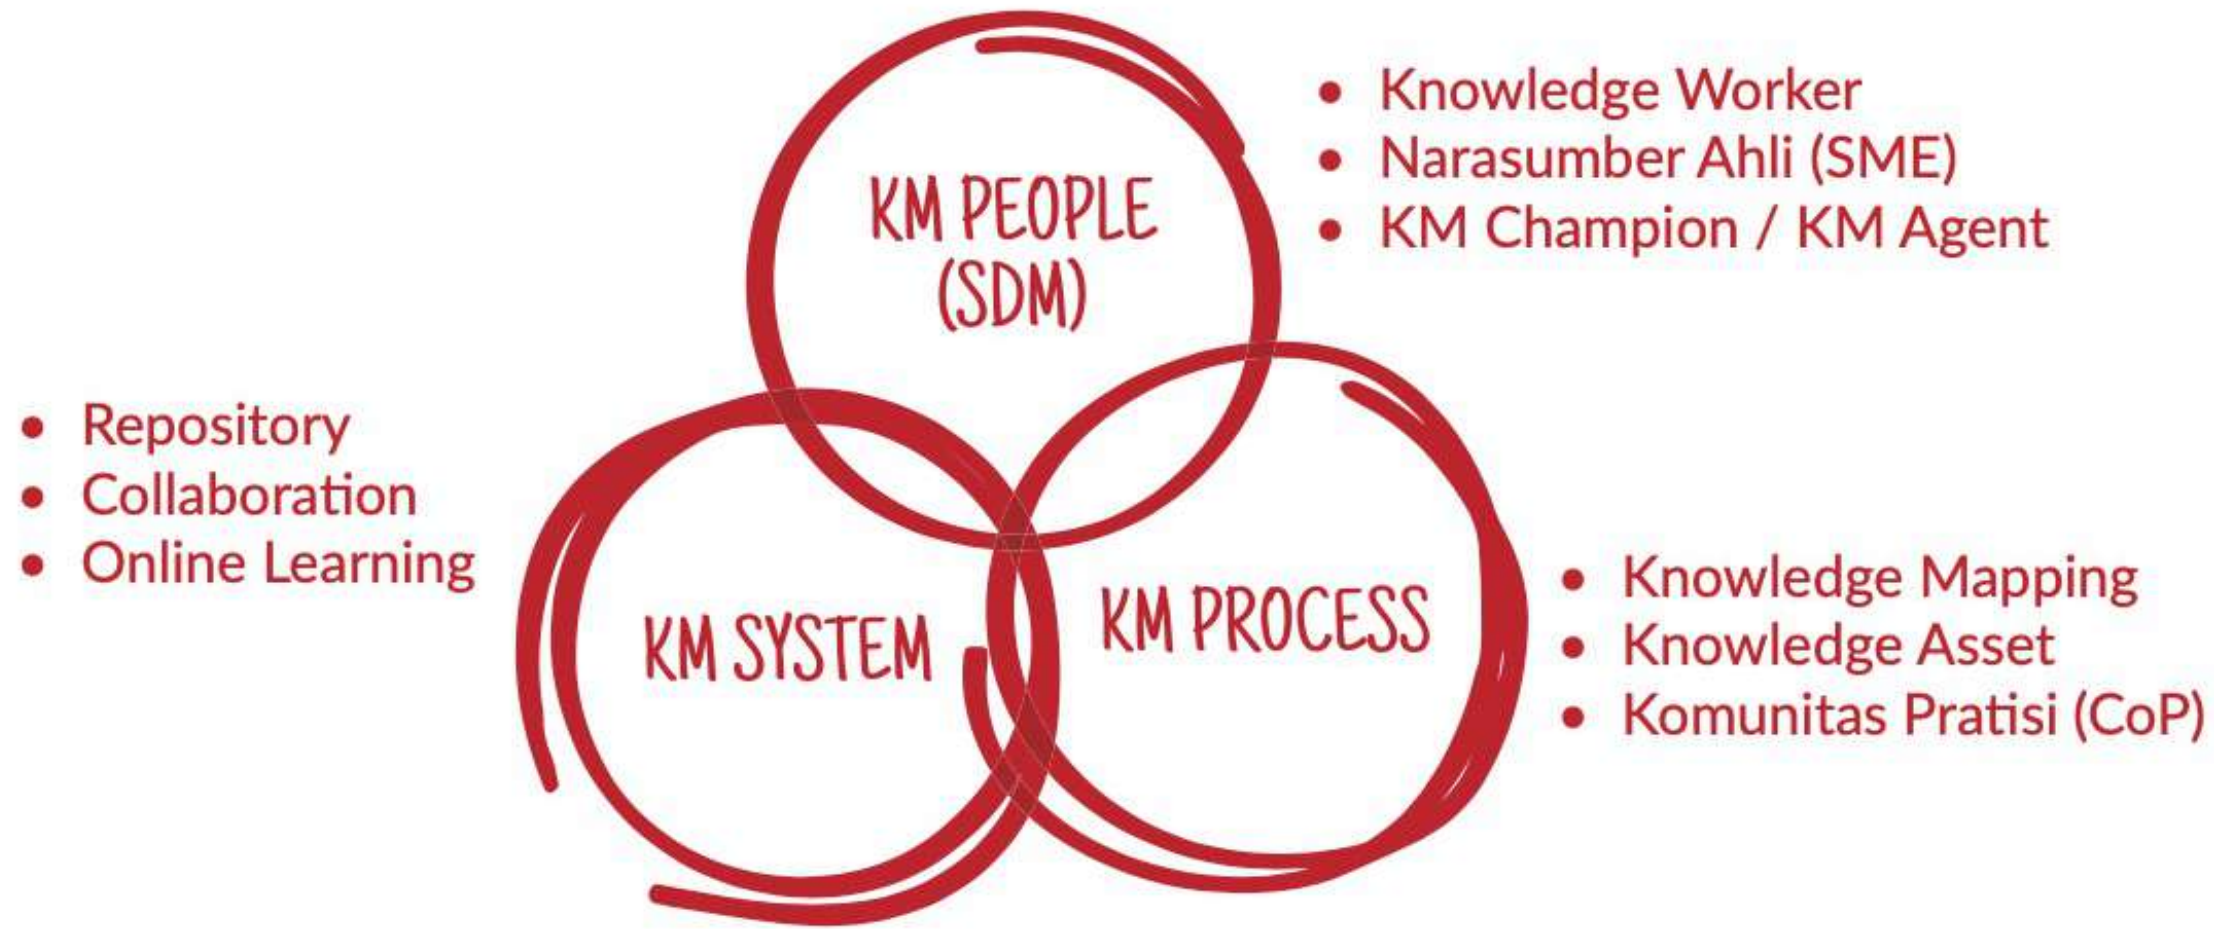 KM PEOPLE
(SDM)
• Knowledge Worker
• Narasumber Ahli (SME)
• KM Champion / KM Agent
• Repository
• Collaboration
• Online Learning
KM SYSTEM
KM PROCESS
• Knowledge Mapping
• Knowledge Asset
• Komunitas Pratisi (CoP)